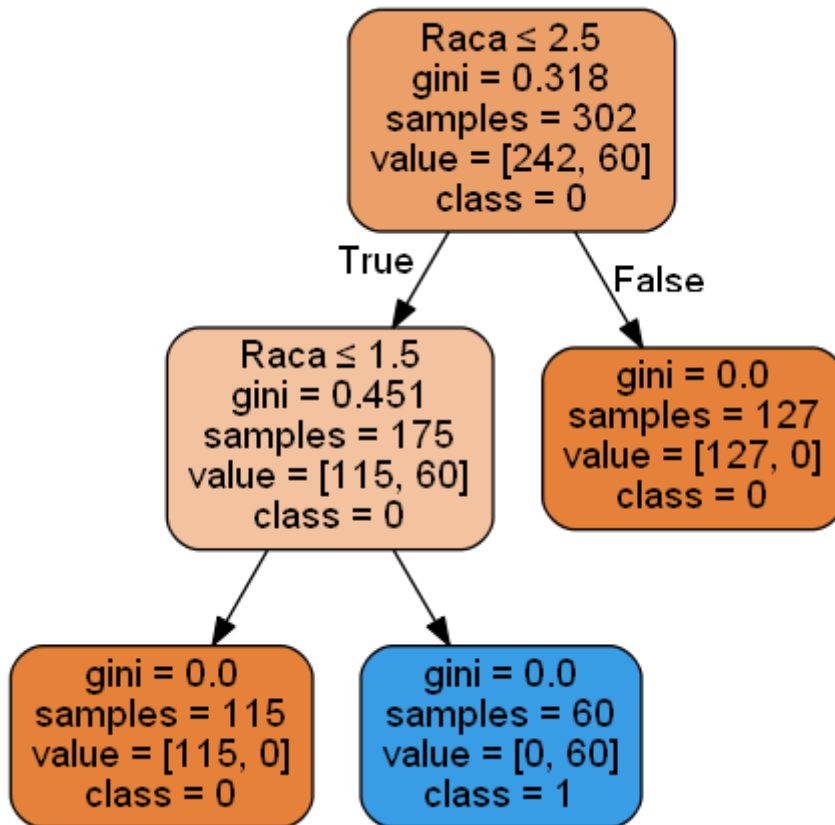 Raca ≤ 2.5
gini = 0.318
samples = 302
value = [242, 60]
class = 0
True
False
Raca ≤ 1.5
gini = 0.451
samples = 175
value = [115, 60]
class = 0
gini = 0.0
samples = 127
value = [127, 0]
class = 0
gini = 0.0
samples = 115
value = [115, 0]
class = 0
gini = 0.0
samples = 60
value = [0, 60]
class = 1